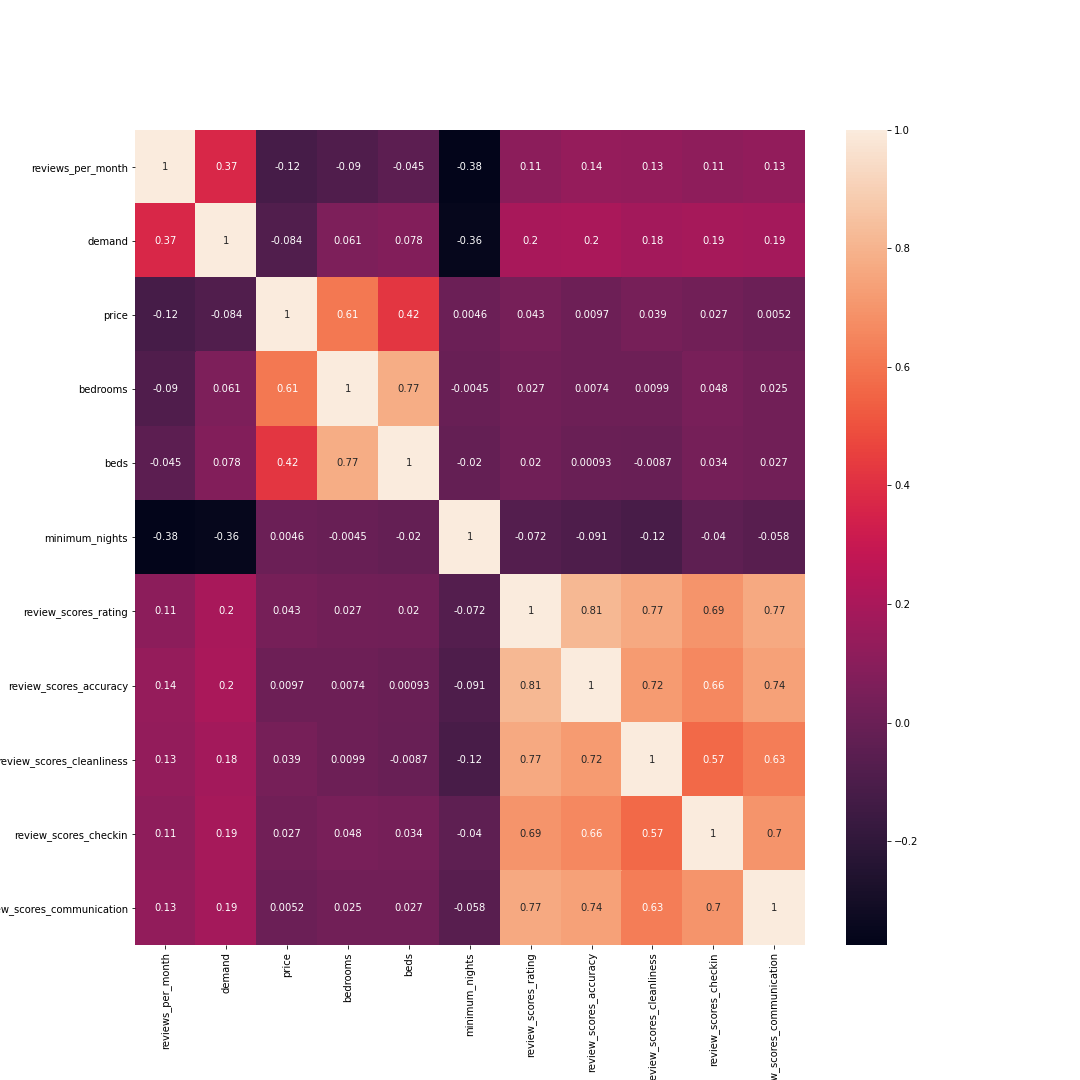 reviews_per_month 1 0.37 -0.12 -0.09 -0.045 -0.38 0.11 0.14 0.13 0.11 0.13
demand 0.37 1 -0.084 0.061 0.078 -0.36 0.2 0.2 0.18 0.19 0.19
price -0.12 -0.084 1 0.61 0.42 0.0046 0.043 0.0097 0.039 0.027 0.0052
bedrooms -0.09 0.061 0.61 1 0.77 -0.0045 0.027 0.0074 0.0099 0.048 0.025
beds -0.045 0.078 0.42 0.77 1 -0.02 0.02 0.00093 -0.0087 0.034 0.027
minimum_nights -0.38 -0.36 0.0046 -0.0045 -0.02 1 -0.072 -0.091 -0.12 -0.04 -0.058
review_scores_rating 0.11 0.2 0.043 0.027 0.02 -0.072 1 0.81 0.77 0.69 0.77
review_scores_accuracy 0.14 0.2 0.0097 0.0074 0.00093 -0.091 0.81 1 0.72 0.66 0.74
eview_scores_cleanliness 0.13 0.18 0.039 0.0099 -0.0087 -0.12 0.77 0.72 1 0.57 0.63
review_scores_checkin 0.11 0.19 0.027 0.048 0.034 -0.04 0.69 0.66 0.57 1 0.7
w_scores_communication 0.13 0.19 0.0052 0.025 0.027 -0.058 0.77 0.74 0.63 0.7 1
reviews_per_month
demand
price
bedrooms
beds
minimum_nights
review_scores_rating
review_scores_accuracy
eview_scores_cleanliness
review_scores_checkin
w_scores_communication
1.0
0.8
0.6
0.4
0.2
0.0
−0.2